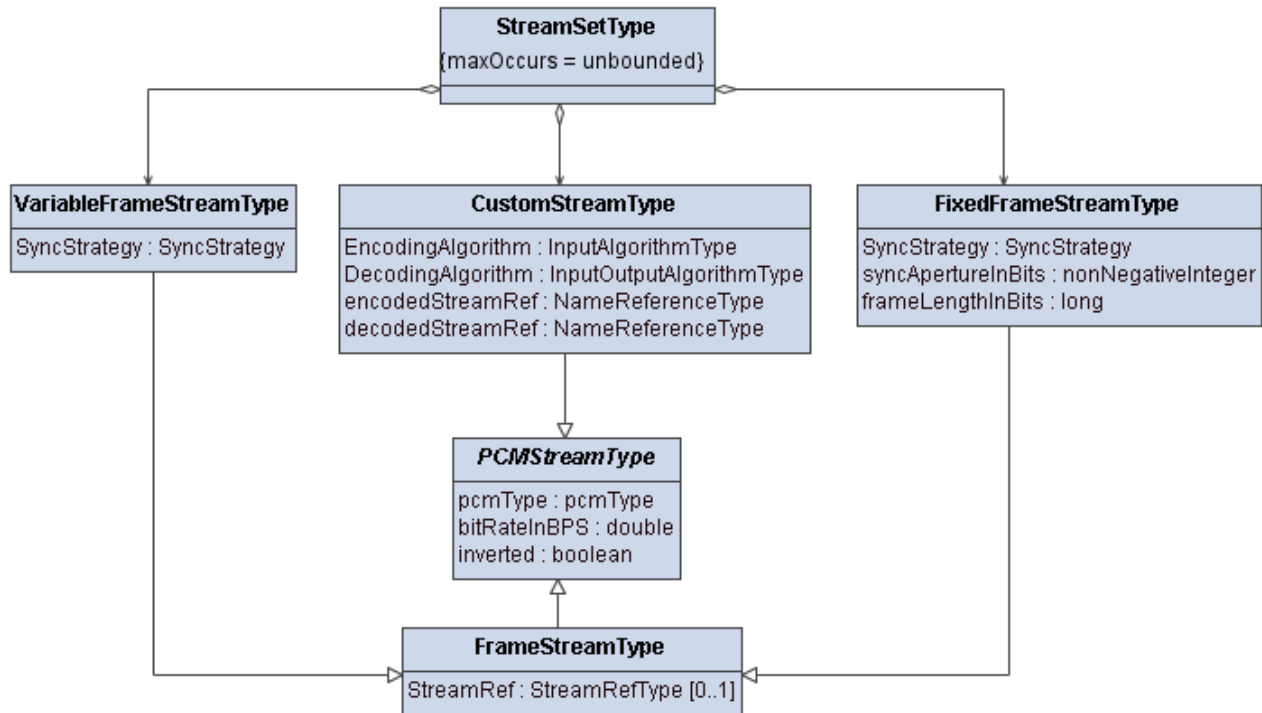 StreamSetType
{maxOccurs = unbounded}
VariableFrameStreamType
SyncStrategy : SyncStrategy
CustomStreamType
EncodingAlgorithm : InputAlgorithmType
DecodingAlgorithm : InputOutputAlgorithmType
encodedStreamRef : NameReferenceType
decodedStreamRef : NameReferenceType
FixedFrameStreamType
SyncStrategy : SyncStrategy
syncApertureInBits : nonNegativeInteger
frameLengthInBits : long
PCMStreamType
pcmType : pcmType
bitRateInBPS : double
inverted : boolean
FrameStreamType
StreamRef : StreamRefType [0..1]